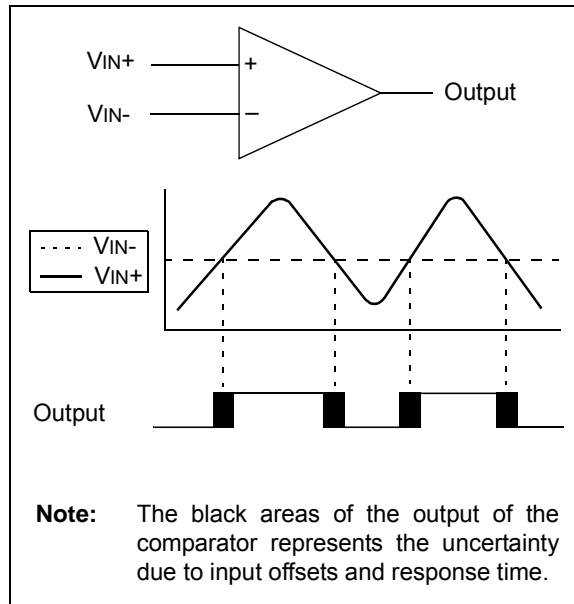 VIN+
+
Output
VIN-
−
VIN-
VIN+
Output
Note: The black areas of the output of the
comparator represents the uncertainty
due to input offsets and response time.